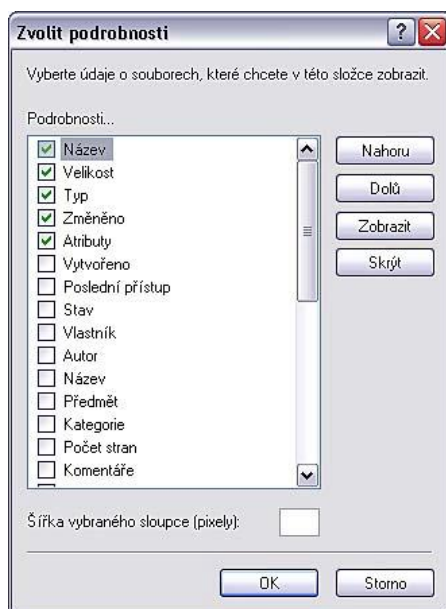 Zvolit podrobnosti
Vyberte údaje o souborech, které chcete v této složce zobrazit.
Podrobnosti...
Název
Velikost
Typ
Změněno
Atributy
Vytvořeno
Poslední přístup
Stav
Vlastník
Autor
Název
Předmět
Kategorie
Počet stran
Komentáře
Nahoru
Dolů
Zobrazit
Skrýt
Šířka vybraného sloupce (pixely):
OK
Storno